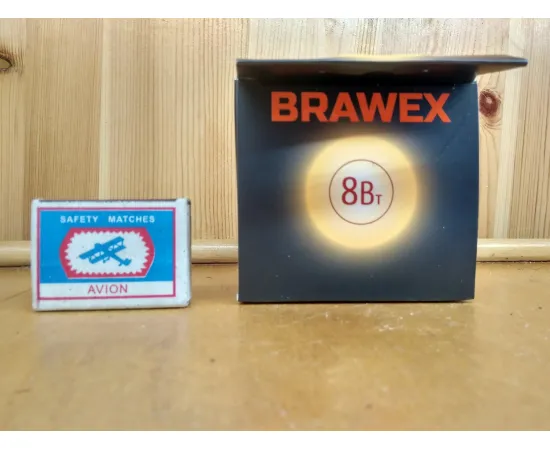 SAFETY MATCHES
AVION
BRAWEX
8Вт